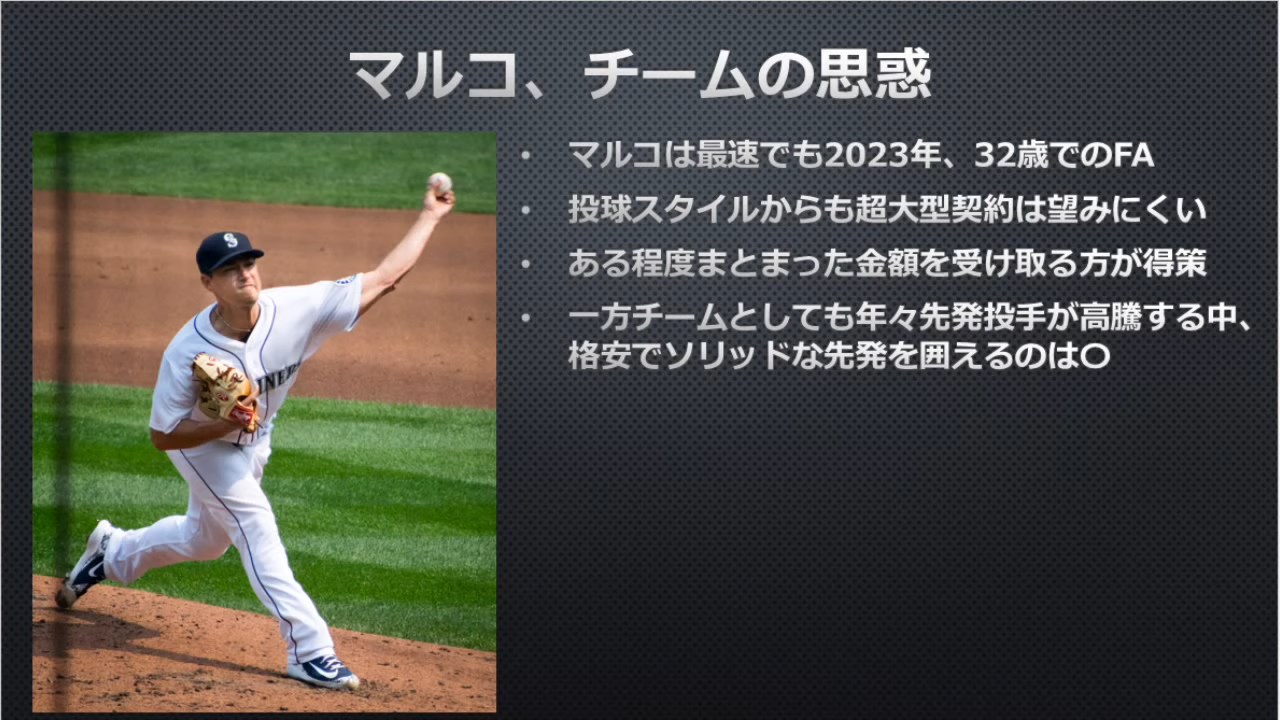 マルコ、チームの思惑
• マルコは最速でも2023年、32歳でのFA
• 投球スタイルからも超大型契約は望みにくい
• ある程度まとまった金額を受け取る方が得策
• 一方チームとしても年々先発投手が高騰する中、
格安でソリッドな先発を囲えるのは〇
S
INER